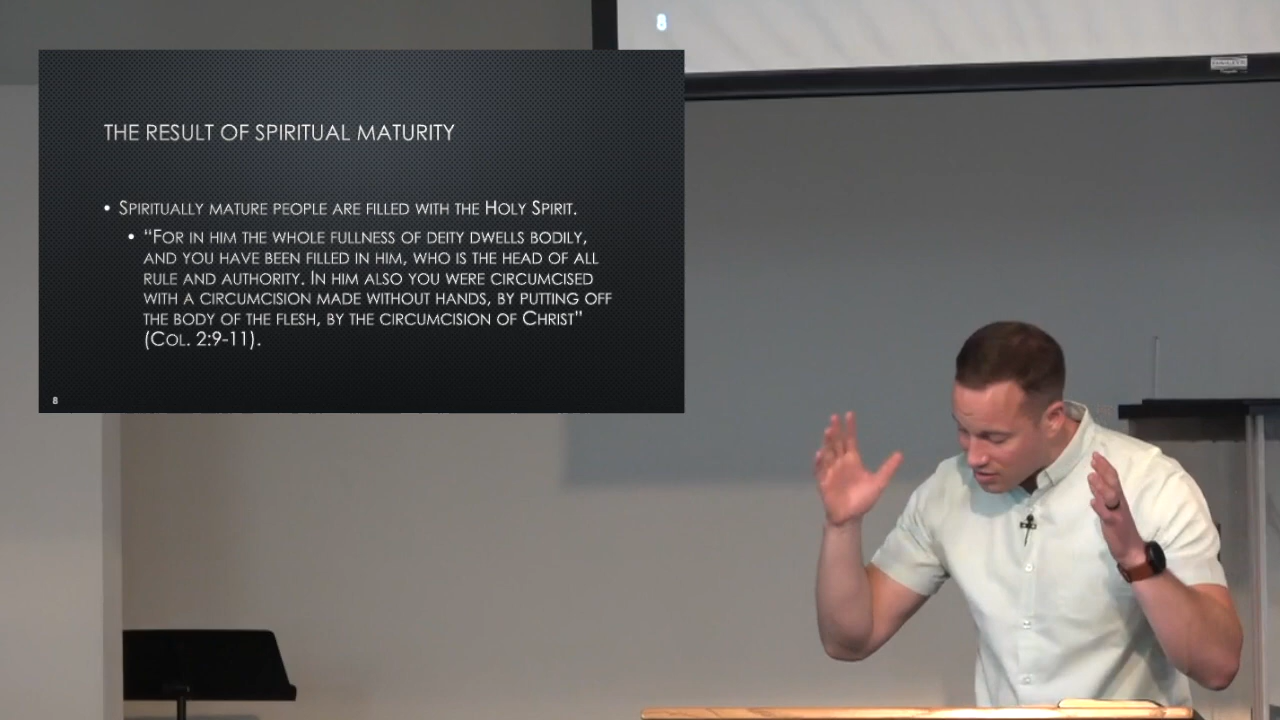 8
THE RESULT OF SPIRITUAL MATURITY
• SPIRITUALLY MATURE PEOPLE ARE FILLED WITH THE HOLY SPIRIT.
• “FOR IN HIM THE WHOLE FULLNESS OF DEITY DWELLS BODILY,
AND YOU HAVE BEEN FILLED IN HIM, WHO IS THE HEAD OF ALL
RULE AND AUTHORITY. IN HIM ALSO YOU WERE CIRCUMCISED
WITH A CIRCUMCISION MADE WITHOUT HANDS, BY PUTTING OFF
THE BODY OF THE FLESH, BY THE CIRCUMCISION OF CHRIST”
(COL. 2:9-11).
8